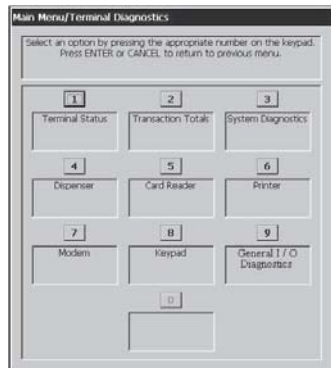 Main Menu/Terminal Diagnostics
Select an option by pressing the appropriate number on the keypad.
Press ENTER or CANCEL to return to previous menu.
1 2 3
Terminal Status Transaction Totals System Diagnostics
4 5 6
Dispenser Card Reader Printer
7 8 9
Modem Keypad General I / O
Diagnostics
0